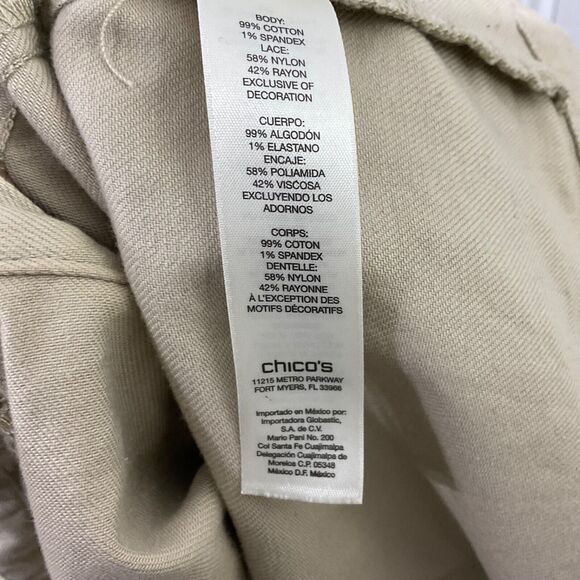 BODY:
99% COTTON
1% SPANDEX
LACE:
58% NYLON
42% RAYON
EXCLUSIVE OF
DECORATION
CUERPO:
99% ALGODÓN
1% ELASTANO
ENCAJE:
58% POLIAMIDA
42% VISCOSA
EXCLUYENDO LOS
ADORNOS
CORPS:
99% COTON
1% SPANDEX
DENTELLE:
58% NYLON
42% RAYONNE
À L'EXCEPTION DES
MOTIFS DÉCORATIFS
chico's
11215 METRO PARKWAY
FORT MYERS, FL 33966
Importado en México por:
Importadora Globastic,
S.A. de C.V.
Mario Pani No. 200
Col Santa Fe Cuajimalpa
Delegación Cuajimalpa de
Morelos C.P. 05348
México D.F. México